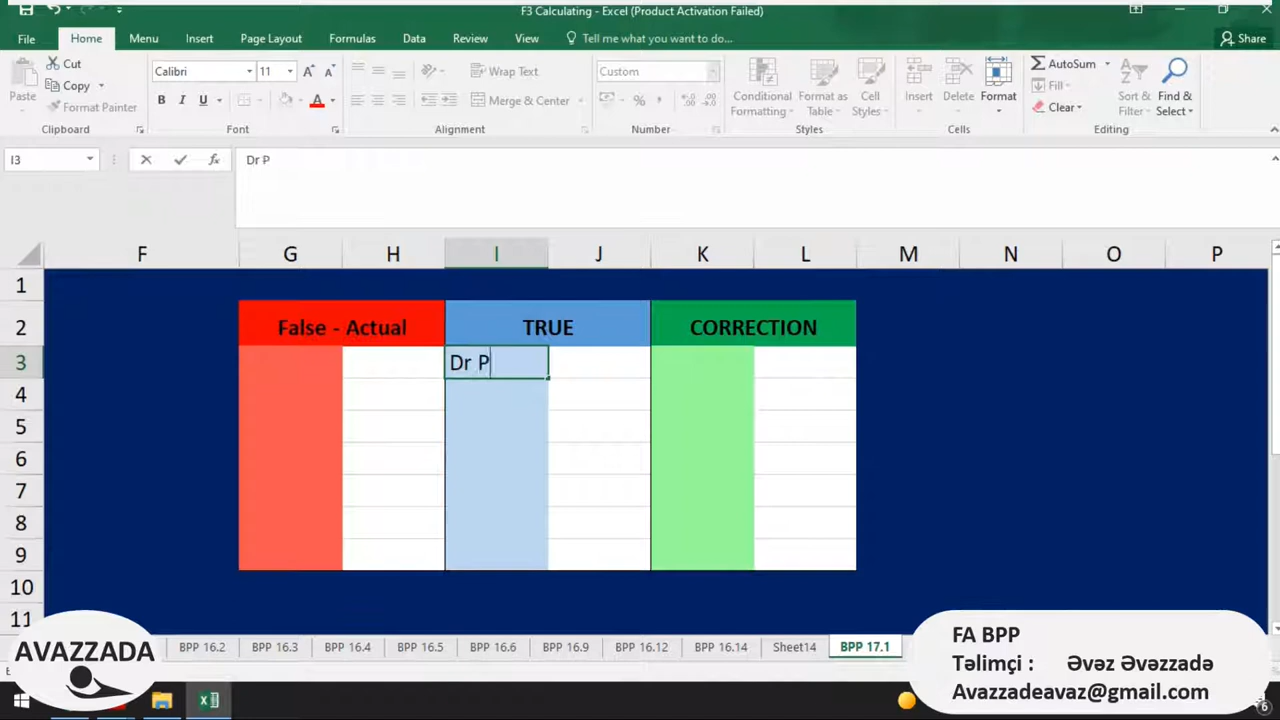 F3 Calculating - Excel (Product Activation Failed)
File Home Menu Insert Page Layout Formulas Data Review View Tell me what you want to do... Share
Paste
Cut
Copy
Format Painter
Clipboard
Calibri 11 A A
B I U A
Font
Wrap Text
Merge & Center
Alignment
Custom
% ,
Number
Conditional Formatting
Format as Table
Cell Styles
Styles
Insert Delete Format
Cells
AutoSum
Fill
Clear
Sort & Filter
Find & Select
Editing
I3 fx Dr P
F G H I J K L M N O P
1
2 False - Actual TRUE CORRECTION
3 Dr P
4
5
6
7
8
9
10
11
BPP 16.2 BPP 16.3 BPP 16.4 BPP 16.5 BPP 16.6 BPP 16.9 BPP 16.12 BPP 16.14 Sheet14 BPP 17.1
AVAZZADA
FA BPP
Təlimçi : Əvəz Əvəzzadə
Avazzadeavaz@gmail.com
6